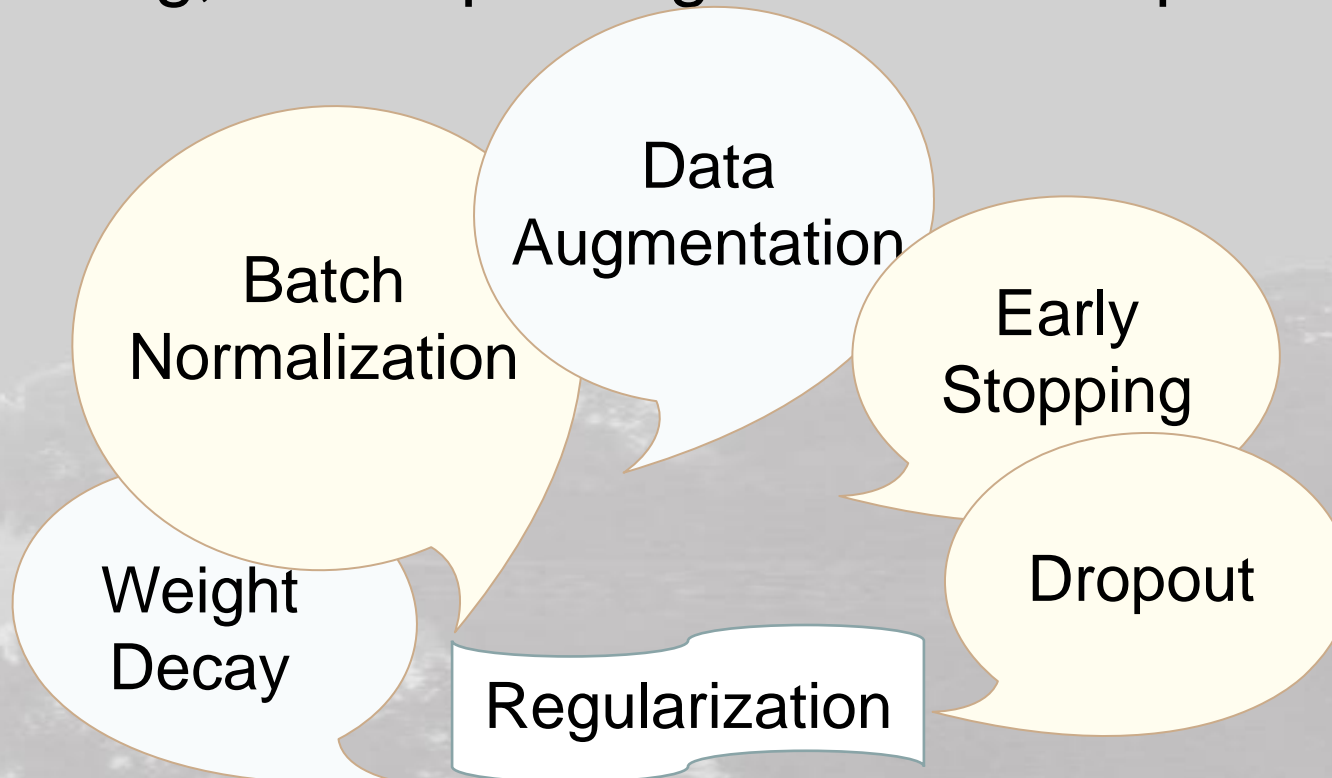 Data
Augmentation
Batch
Normalization
Early
Stopping
Weight
Decay
Dropout
Regularization